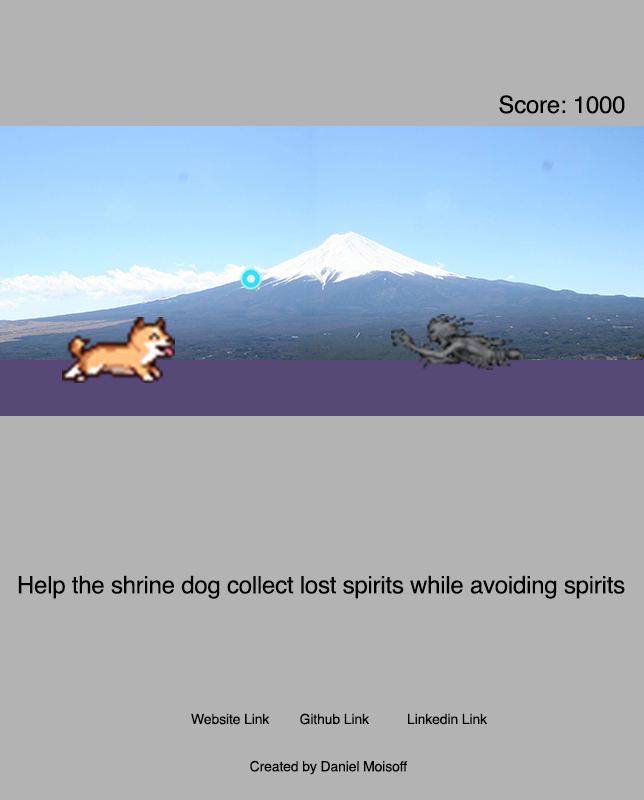 Score: 1000
Help the shrine dog collect lost spirits while avoiding spirits
Website Link Github Link Linkedin Link
Created by Daniel Moisoff